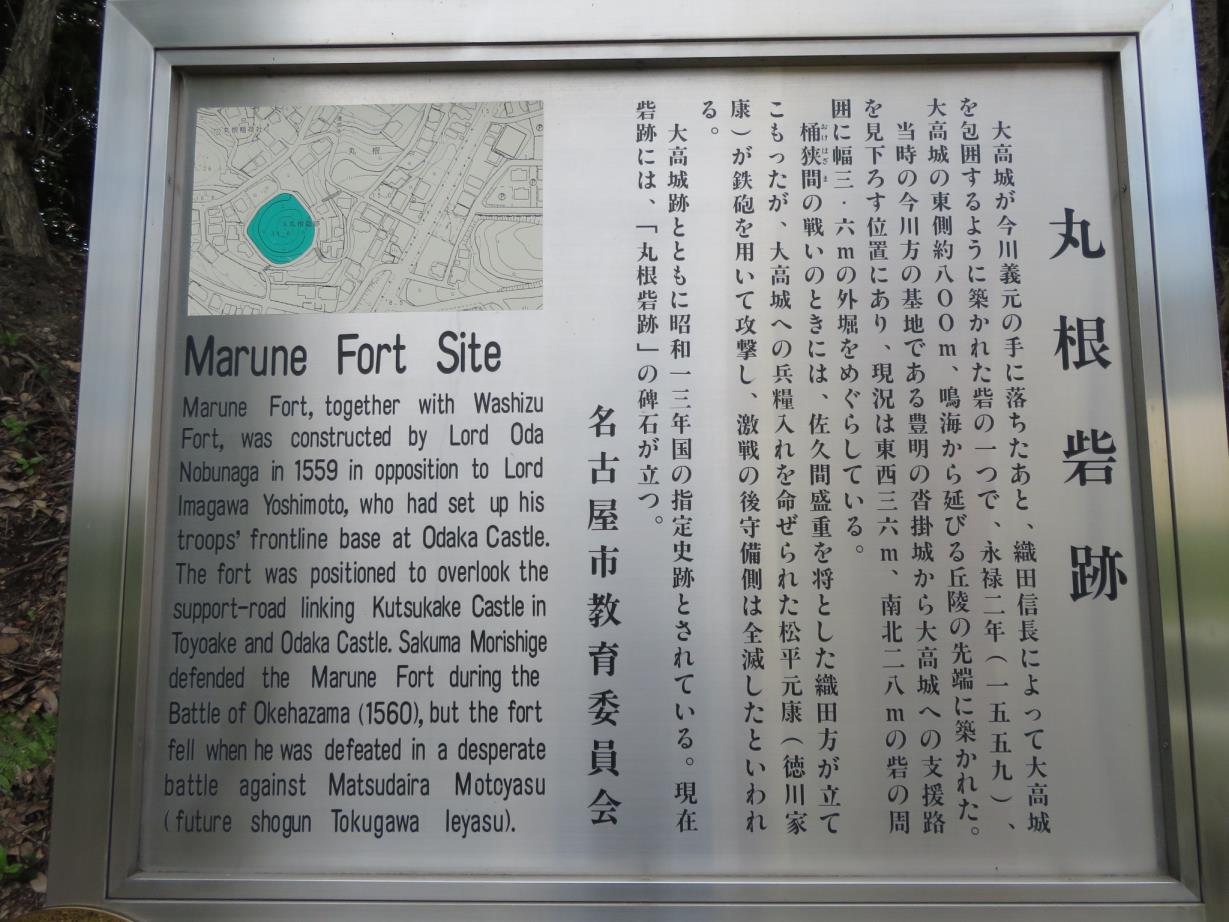 丸根砦跡
大高城が今川義元の手に落ちたあと、織田信長によって大高城
を包囲するように築かれた砦の一つで、永禄二年(一五五九)、
大高城の東側約八〇〇m、鳴海から延びる丘陵の先端に築かれた。
当時の今川方の基地である豊明の沓掛城から大高城への支援路
を見下ろす位置にあり、現況は東西三六m、南北二八mの砦の周
囲に幅三・六mの外堀をめぐらしている。
桶狭間の戦いのときには、佐久間盛重を将とした織田方が立て
こもったが、大高城への兵糧入れを命ぜられた松平元康(徳川家
康)が鉄砲を用いて攻撃し、激戦の後守備側は全滅したといわれ
る。
大高城跡とともに昭和一三年国の指定史跡とされている。現在
砦跡には、「丸根砦跡」の碑石が立つ。
名古屋市教育委員会
丸根
Marune Fort Site
Marune Fort, together with Washizu
Fort, was constructed by Lord Oda
Nobunaga in 1559 in opposition to Lord
Imagawa Yoshimoto, who had set up his
troops' frontline base at Odaka Castle.
The fort was positioned to overlook the
support-road linking Kutsukake Castle in
Toyoake and Odaka Castle. Sakuma Morishige
defended the Marune Fort during the
Battle of Okehazama (1560), but the fort
fell when he was defeated in a desperate
battle against Matsudaira Motoyasu
(future shogun Tokugawa Ieyasu).